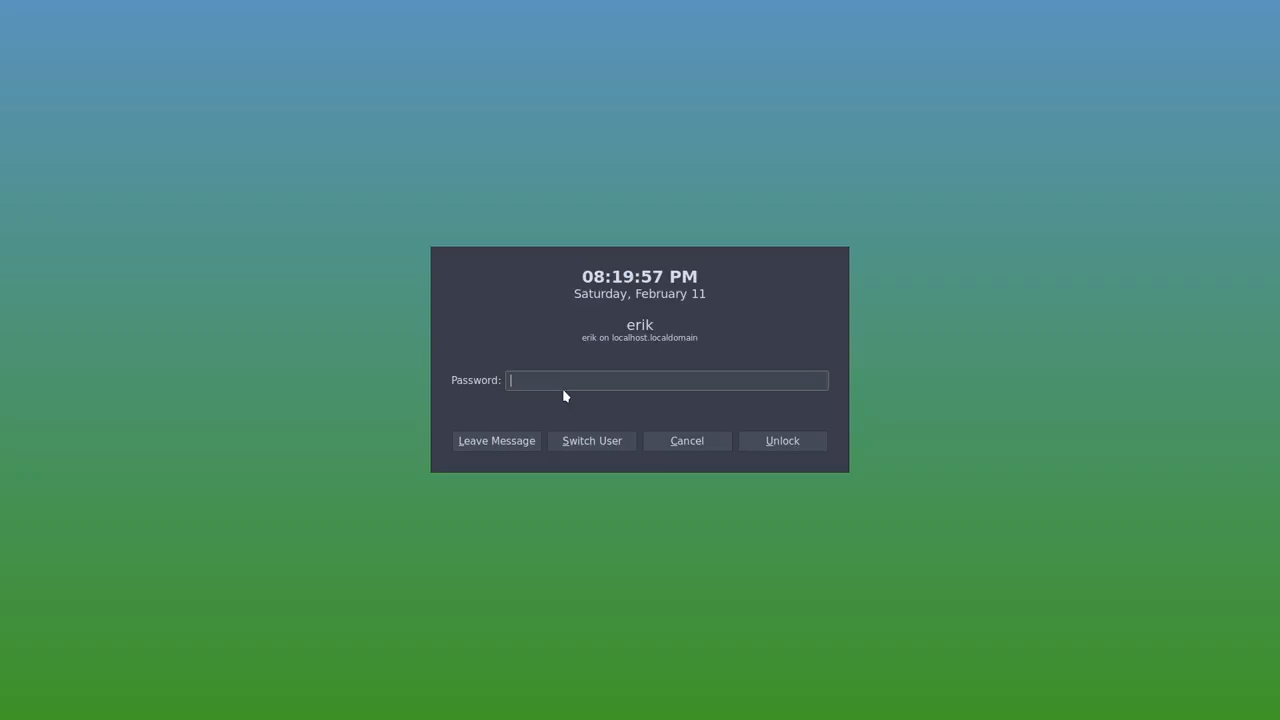 08:19:57 PM
Saturday, February 11
erik
erik on localhost.localdomain
Password:
Leave Message Switch User Cancel Unlock